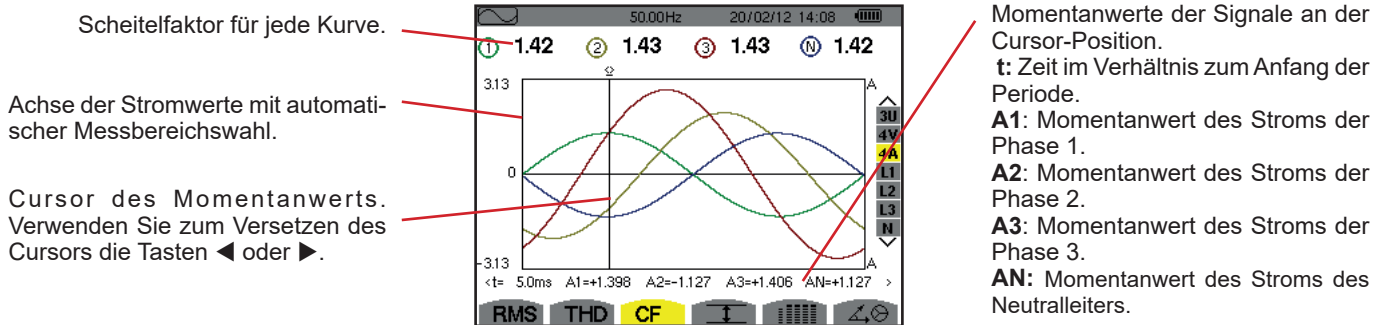 Scheitelfaktor für jede Kurve.
Achse der Stromwerte mit automati-
scher Messbereichswahl.
Cursor des Momentanwerts.
Verwenden Sie zum Versetzen des
Cursors die Tasten ◄ oder ►.
50.00Hz 20/02/12 14:08
1 1.42 2 1.43 3 1.43 N 1.42
3.13 A
0
-3.13 A
3U
4V
4A
L1
L2
L3
N
<t= 5.0ms A1=+1.398 A2=-1.127 A3=+1.406 AN=+1.127 >
RMS THD CF
Momentanwerte der Signale an der
Cursor-Position.
t: Zeit im Verhältnis zum Anfang der
Periode.
A1: Momentanwert des Stroms der
Phase 1.
A2: Momentanwert des Stroms der
Phase 2.
A3: Momentanwert des Stroms der
Phase 3.
AN: Momentanwert des Stroms des
Neutralleiters.